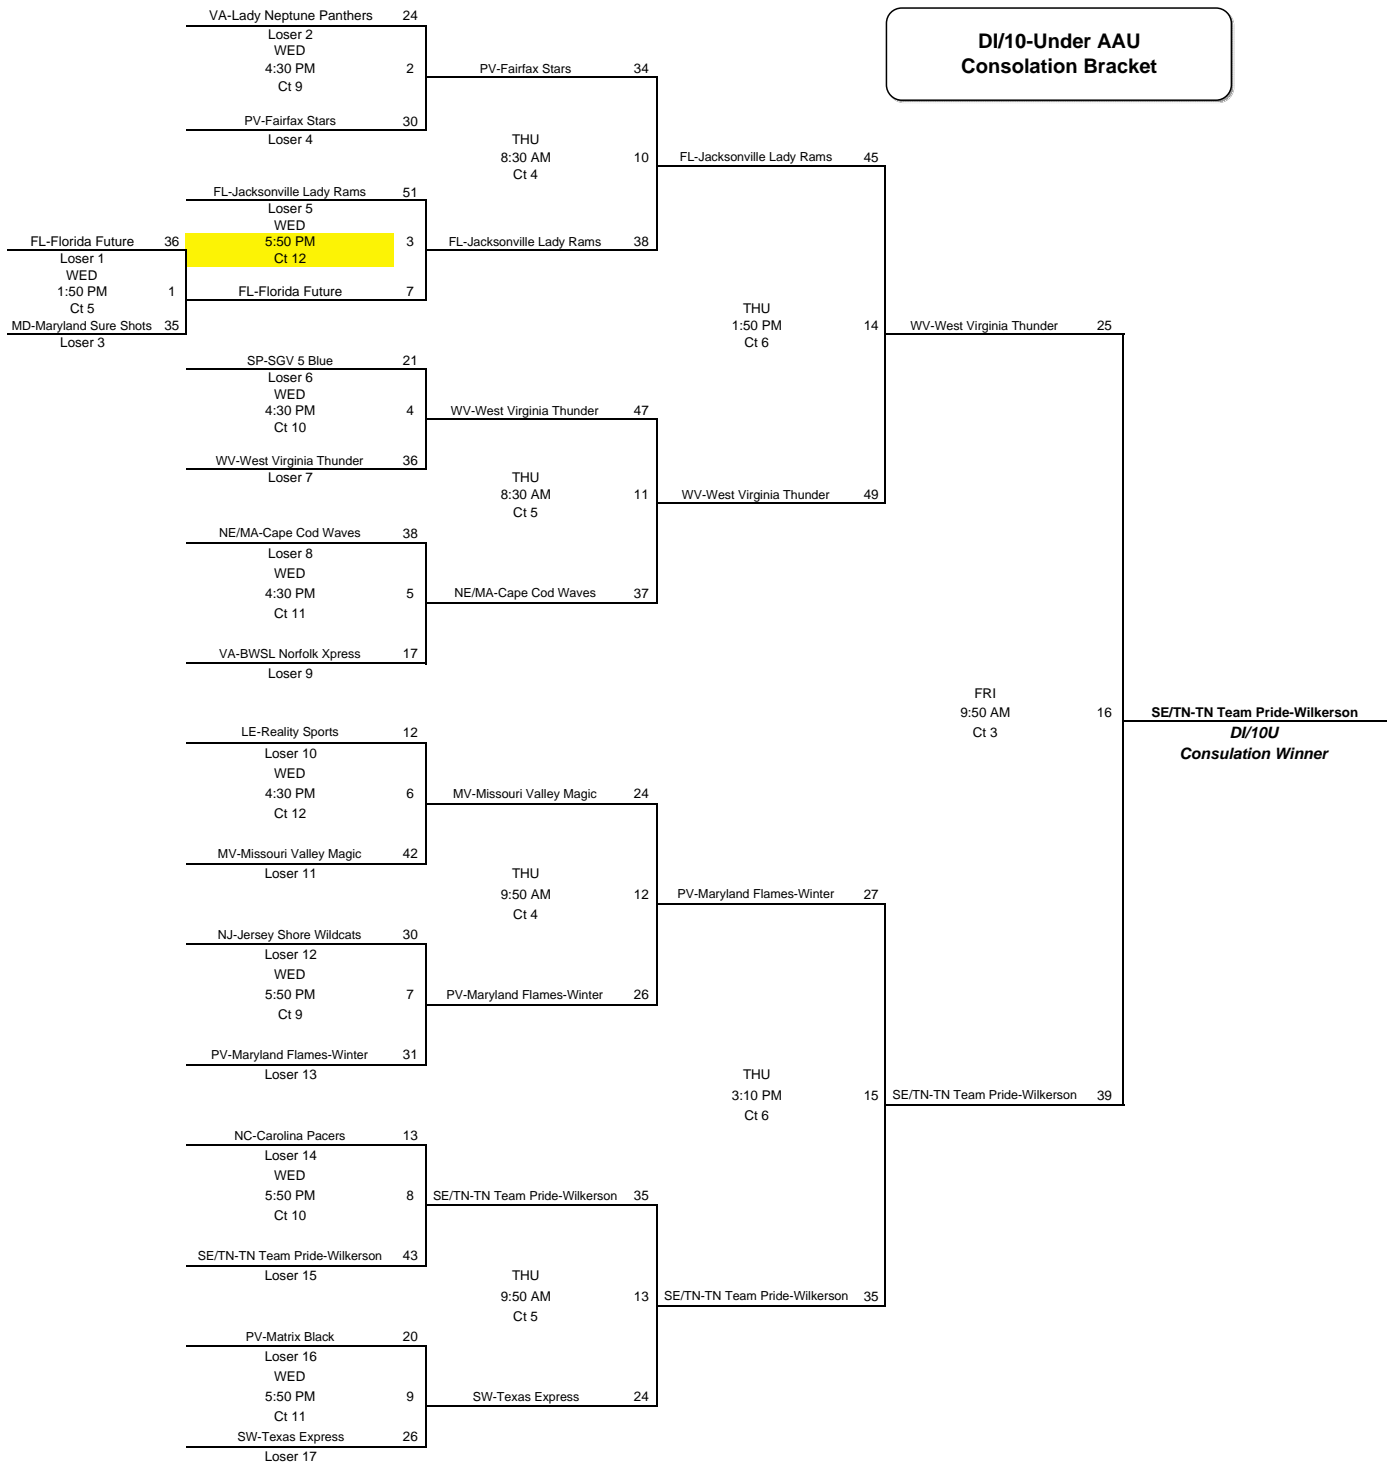 DI/10-Under AAU
Consolation Bracket
VA-Lady Neptune Panthers 24
Loser 2
WED
4:30 PM 2
Ct 9
PV-Fairfax Stars 30
Loser 4
PV-Fairfax Stars 34
THU
8:30 AM 10
Ct 4
FL-Jacksonville Lady Rams 45
FL-Jacksonville Lady Rams 51
Loser 5
WED
5:50 PM 3
Ct 12
FL-Florida Future 7
FL-Jacksonville Lady Rams 38
FL-Florida Future 36
Loser 1
WED
1:50 PM 1
Ct 5
MD-Maryland Sure Shots 35
Loser 3
THU
1:50 PM 14
Ct 6
WV-West Virginia Thunder 25
SP-SGV 5 Blue 21
Loser 6
WED
4:30 PM 4
Ct 10
WV-West Virginia Thunder 36
Loser 7
WV-West Virginia Thunder 47
THU
8:30 AM 11
Ct 5
WV-West Virginia Thunder 49
NE/MA-Cape Cod Waves 38
Loser 8
WED
4:30 PM 5
Ct 11
VA-BWSL Norfolk Xpress 17
Loser 9
NE/MA-Cape Cod Waves 37
FRI
9:50 AM 16
Ct 3
SE/TN-TN Team Pride-Wilkerson
DI/10U
Consulation Winner
LE-Reality Sports 12
Loser 10
WED
4:30 PM 6
Ct 12
MV-Missouri Valley Magic 42
Loser 11
MV-Missouri Valley Magic 24
THU
9:50 AM 12
Ct 4
PV-Maryland Flames-Winter 27
NJ-Jersey Shore Wildcats 30
Loser 12
WED
5:50 PM 7
Ct 9
PV-Maryland Flames-Winter 31
Loser 13
PV-Maryland Flames-Winter 26
THU
3:10 PM 15
Ct 6
SE/TN-TN Team Pride-Wilkerson 39
NC-Carolina Pacers 13
Loser 14
WED
5:50 PM 8
Ct 10
SE/TN-TN Team Pride-Wilkerson 43
Loser 15
SE/TN-TN Team Pride-Wilkerson 35
THU
9:50 AM 13
Ct 5
SE/TN-TN Team Pride-Wilkerson 35
PV-Matrix Black 20
Loser 16
WED
5:50 PM 9
Ct 11
SW-Texas Express 26
Loser 17
SW-Texas Express 24